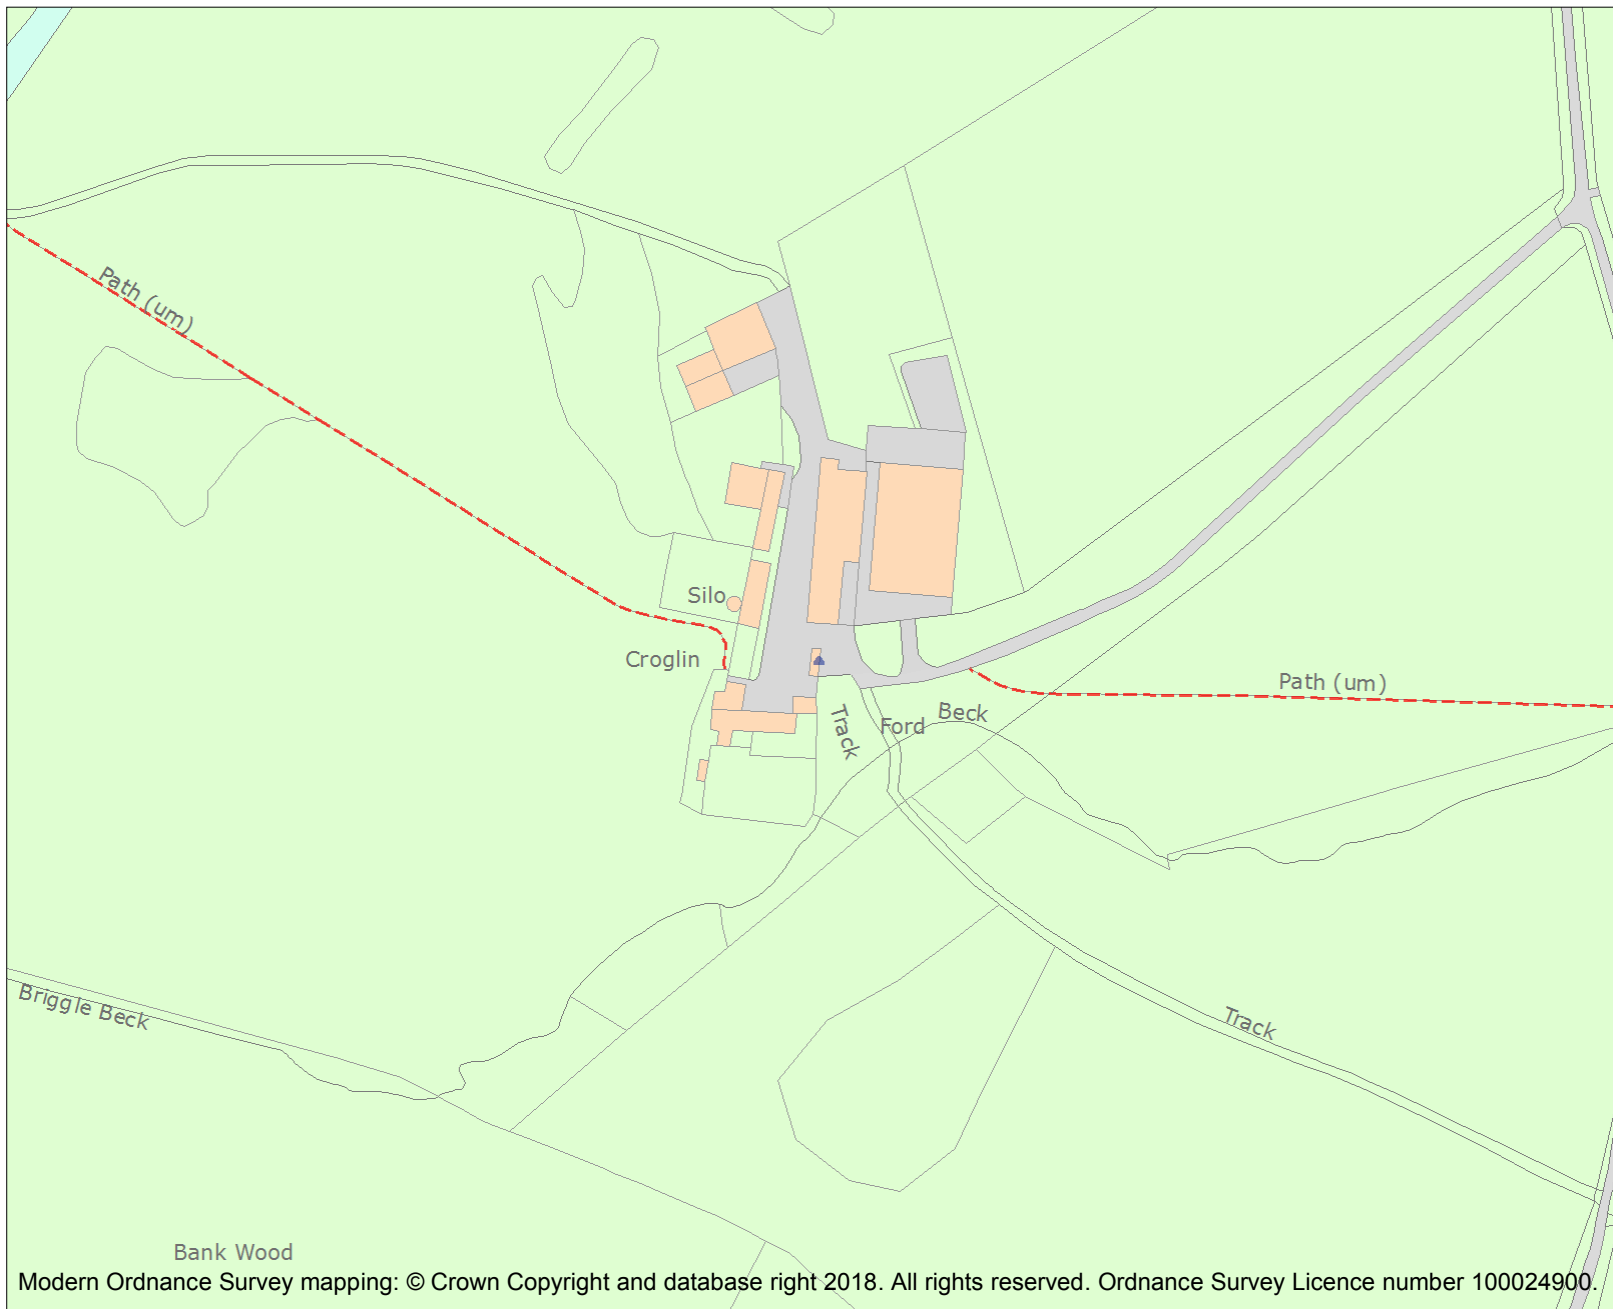 Path (um)
Silo
Croglin
Path (um)
Track
Ford
Beck
Briggle Beck
Track
Bank Wood
Modern Ordnance Survey mapping: © Crown Copyright and database right 2018. All rights reserved. Ordnance Survey Licence number 100024900.